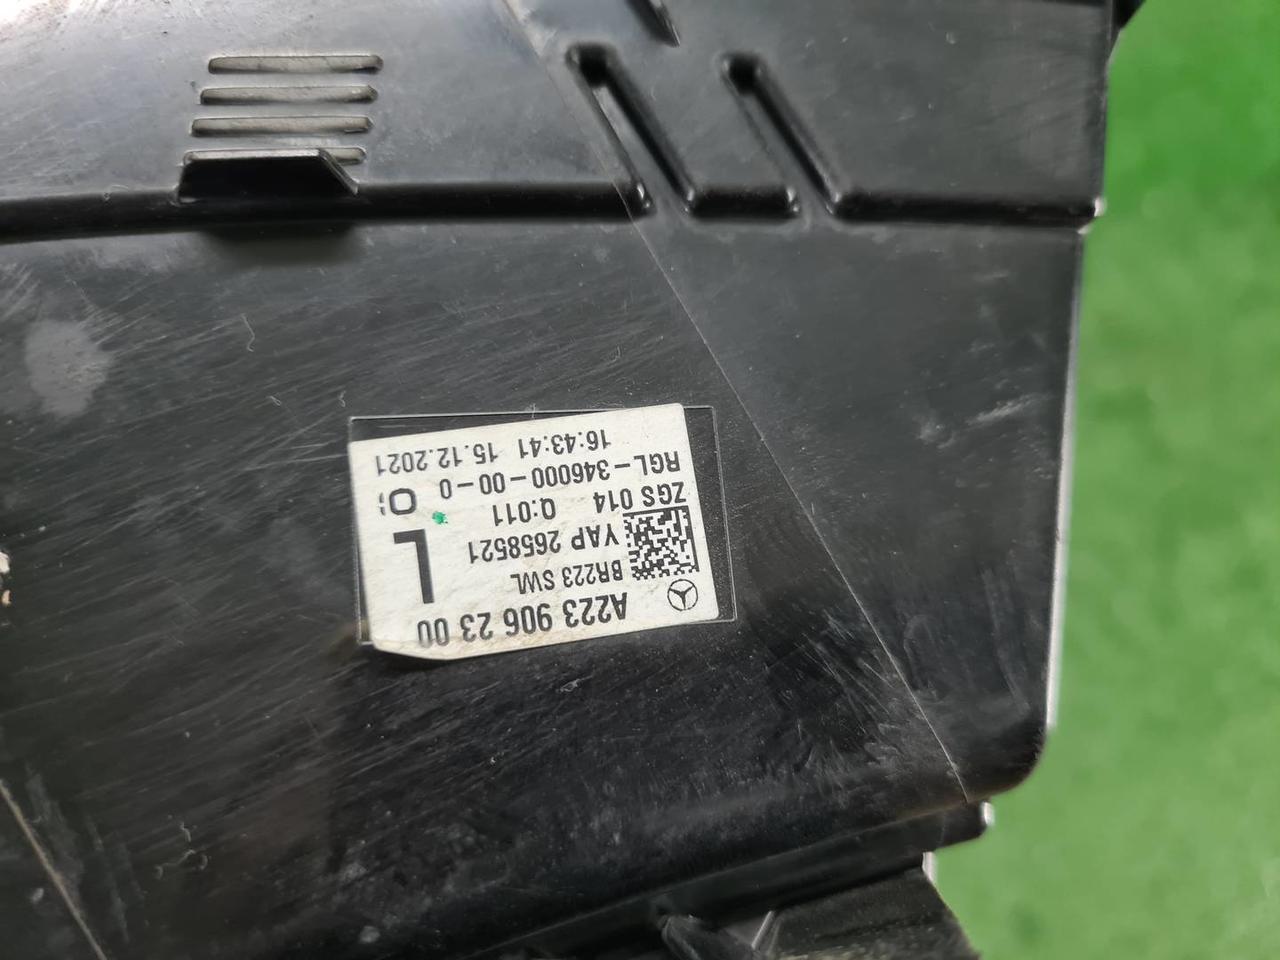 A223 906 23 00
BR223 SWL
L
YAP 2658521
ZGS 014 Q:011
RGL-346000-00-0
16:43:41 15.12.2021